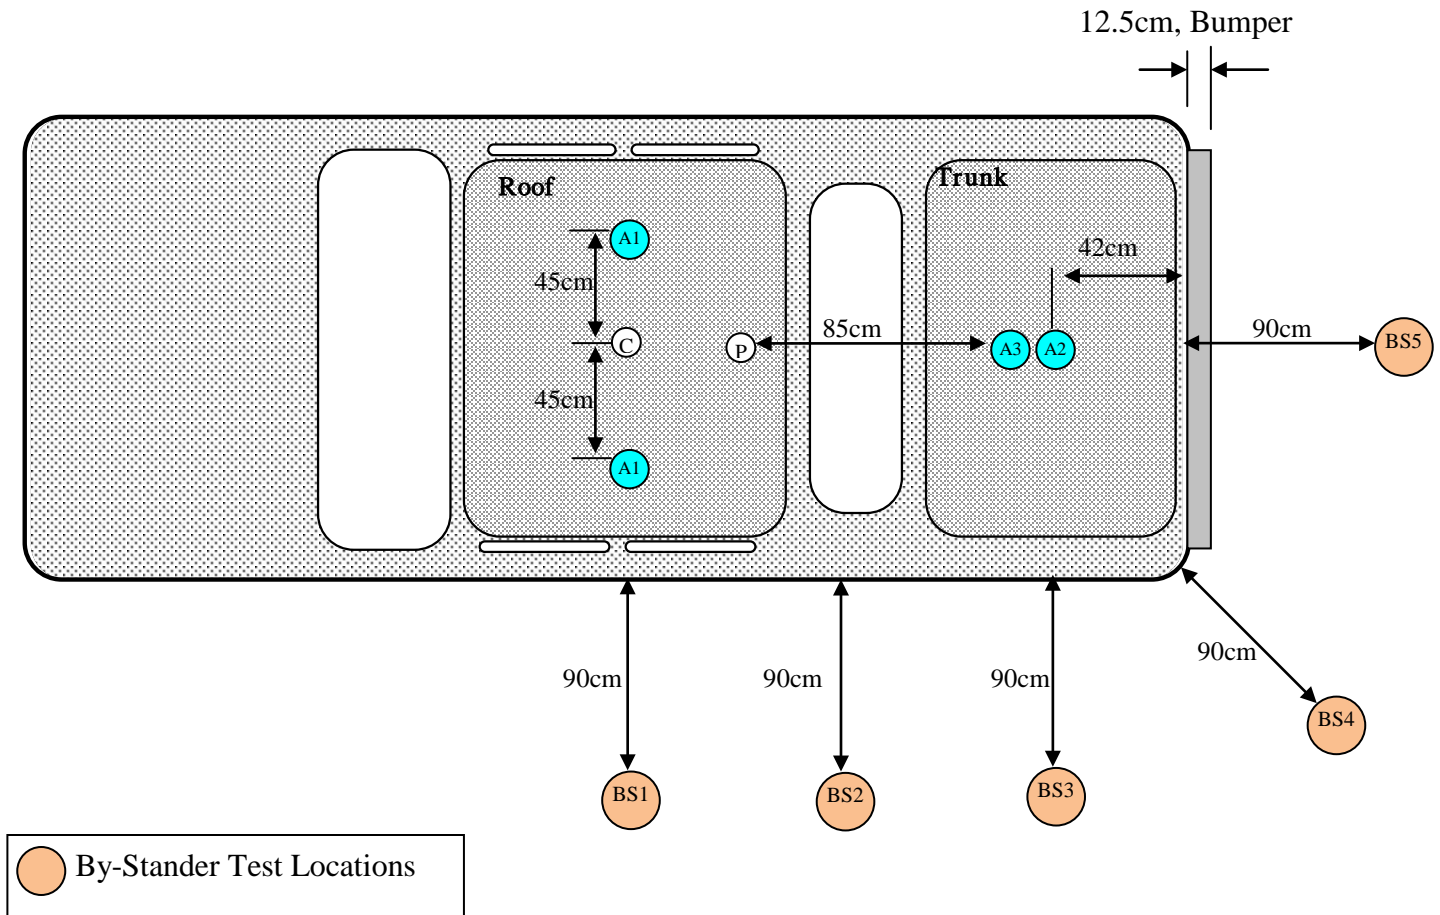 12.5cm, Bumper
Roof
Trunk
A1
42cm
45cm
85cm
90cm
C
P
A3
A2
BS5
45cm
A1
90cm
90cm
90cm
90cm
BS4
BS1
BS2
BS3
By-Stander Test Locations